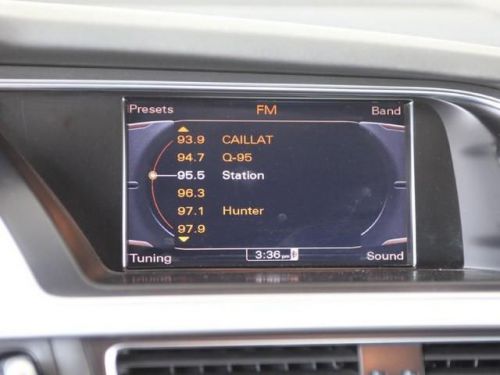 Presets FM Band
93.9 CAILLAT
94.7 Q-95
95.5 Station
96.3
97.1 Hunter
97.9
3:36 pm
Tuning Sound